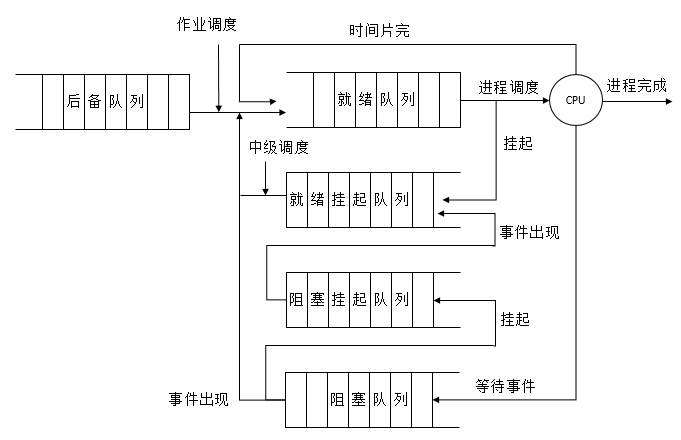 作业调度
时间片完
后备队列
就绪队列
进程调度
CPU
进程完成
挂起
中级调度
就绪挂起队列
事件出现
阻塞挂起队列
挂起
等待事件
事件出现
阻塞队列